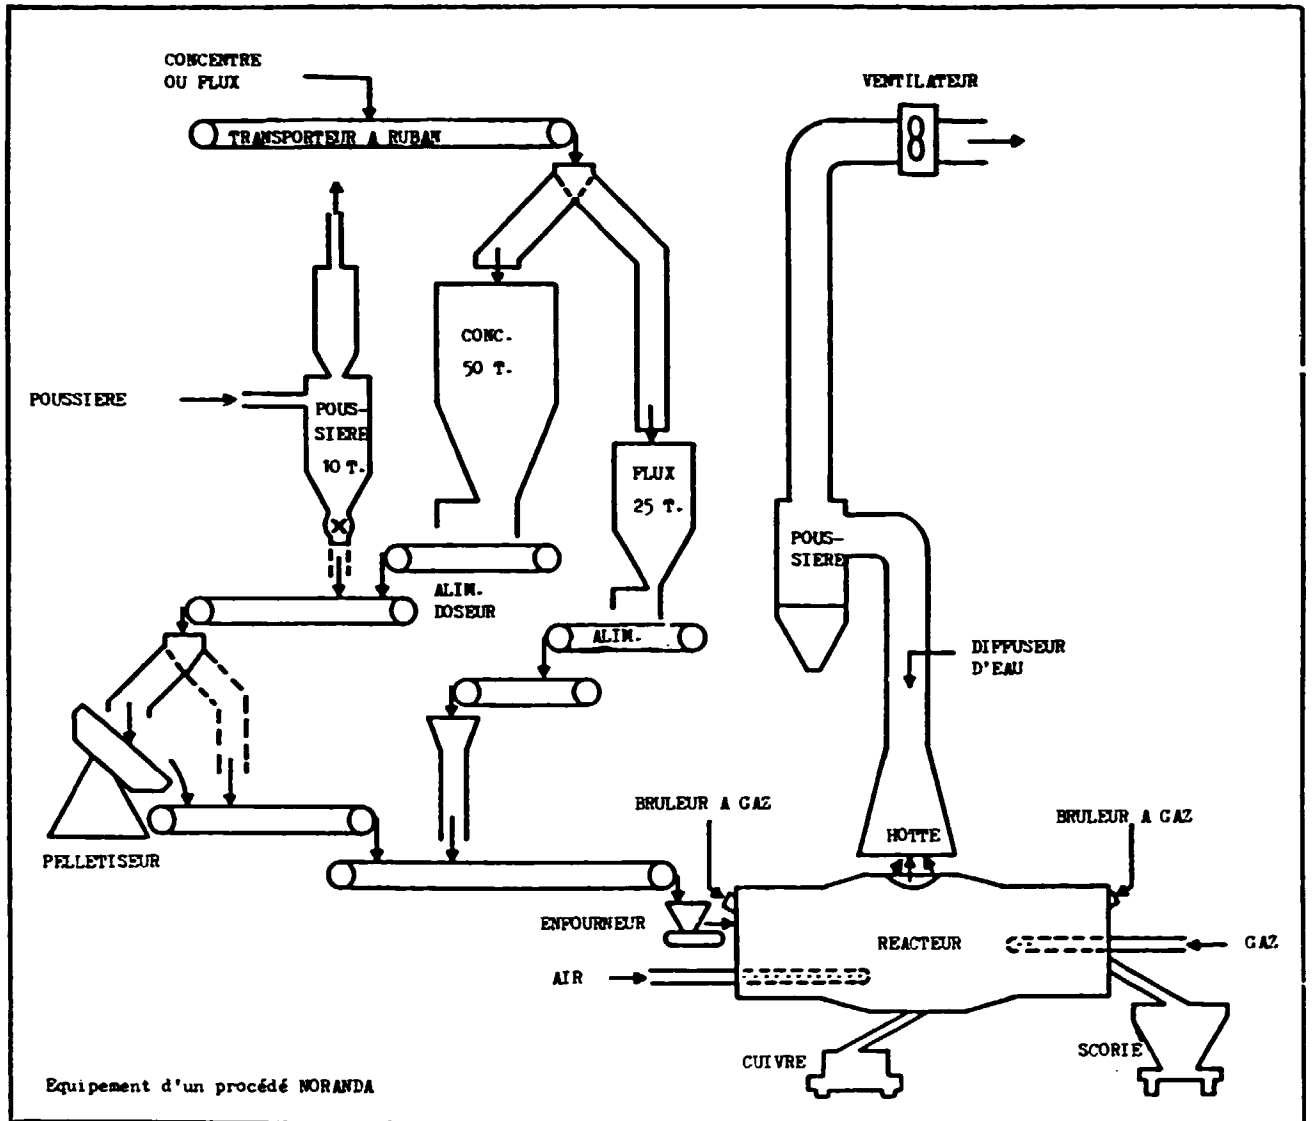 CONCENTRE
OU FLUX
TRANSPORTEUR A RUBAN
VENTILATEUR
CONC.
50 T.
POUSSIERE
POUS-
SIERE
10 T.
FLUX
25 T.
POUS-
SIERE
ALIM.
DOSEUR
ALIM.
DIFFUSEUR
D'EAU
BRULEUR A GAZ
BRULEUR A GAZ
HOTTE
PELLETISEUR
ENFOURNEUR
REACTEUR
GAZ
AIR
CUIVRE
SCORIE
Equipement d'un procédé NORANDA